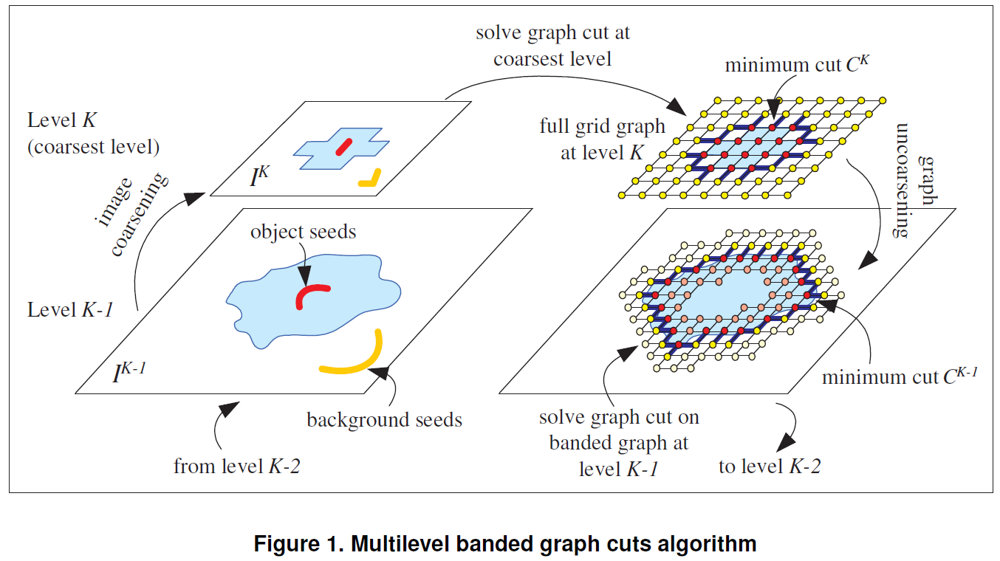 solve graph cut at
coarsest level
minimum cut C^K
Level K
(coarsest level)
full grid graph
at level K
I^K
image
coarsening
graph
uncoarsening
object seeds
Level K-1
I^K-1
minimum cut C^K-1
background seeds
solve graph cut on
banded graph at
level K-1
from level K-2
to level K-2
Figure 1. Multilevel banded graph cuts algorithm